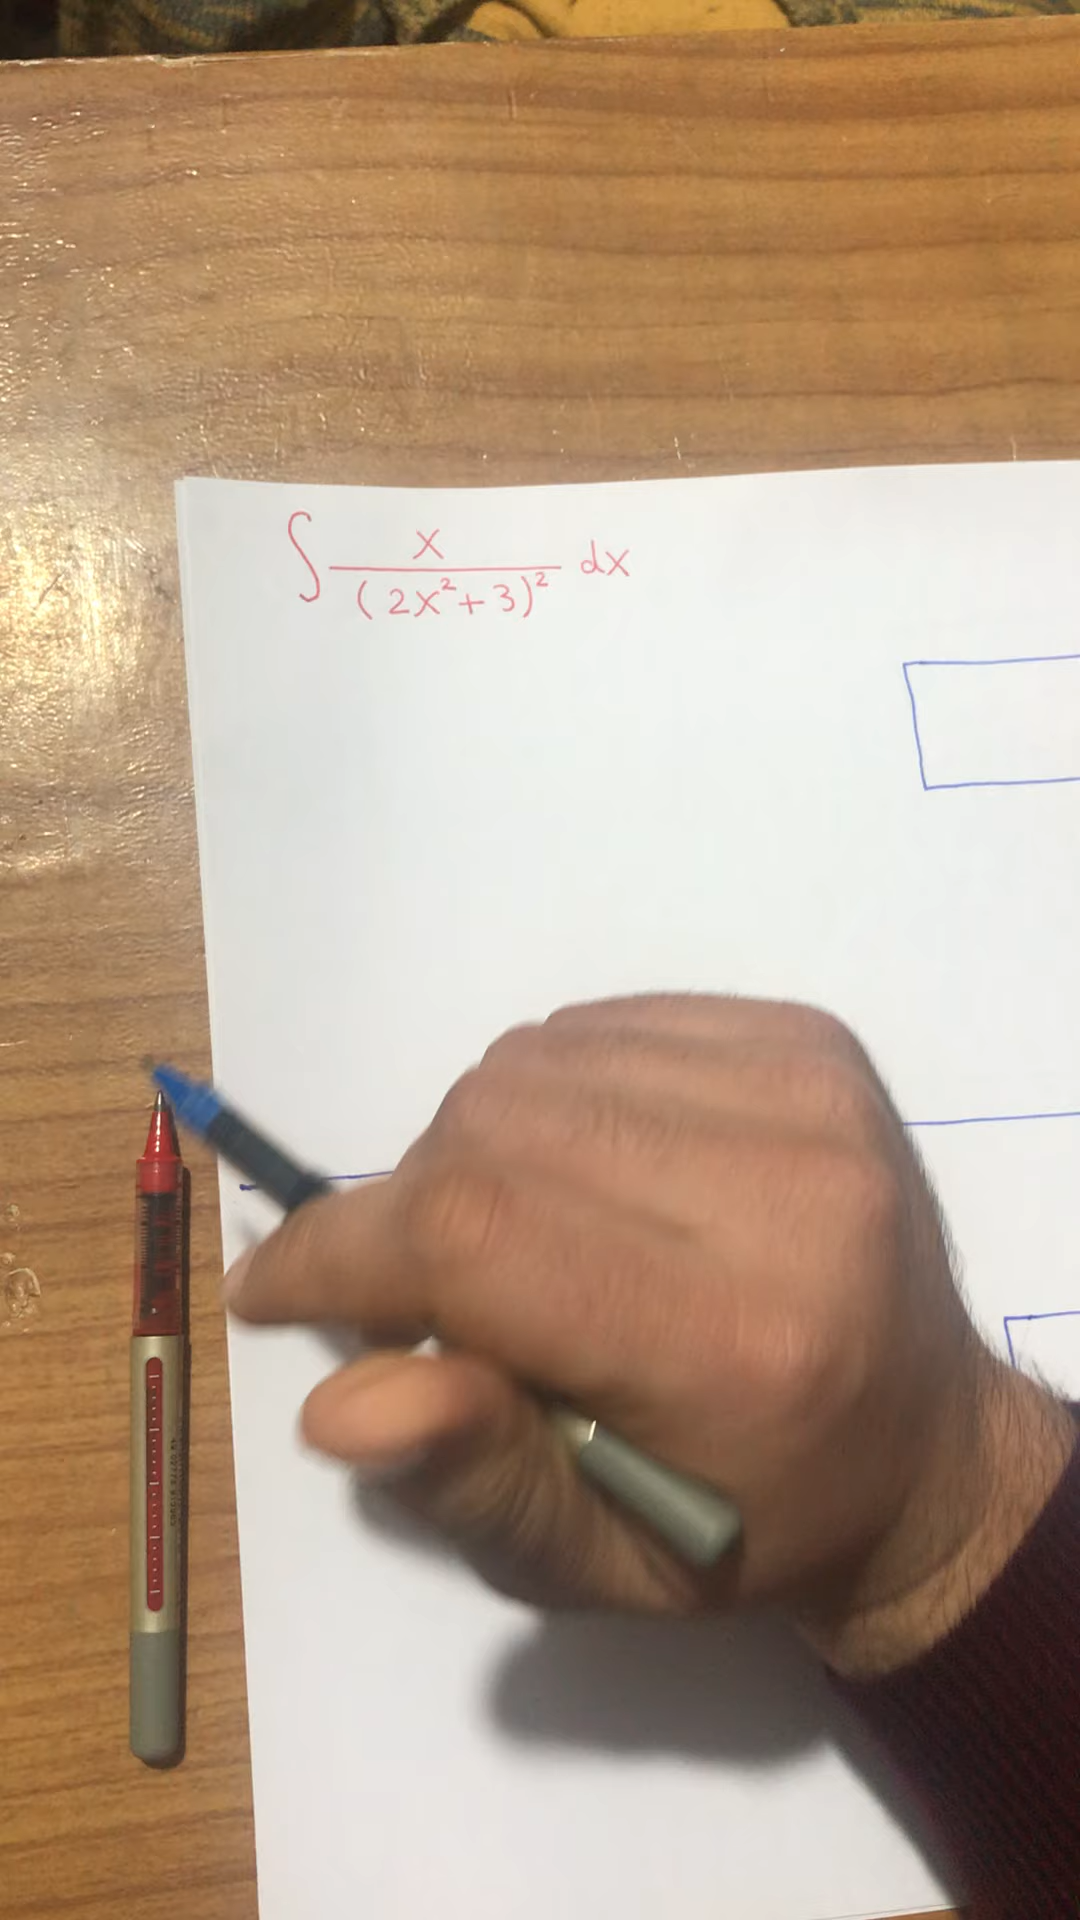 ∫ x / (2x² + 3)² dx